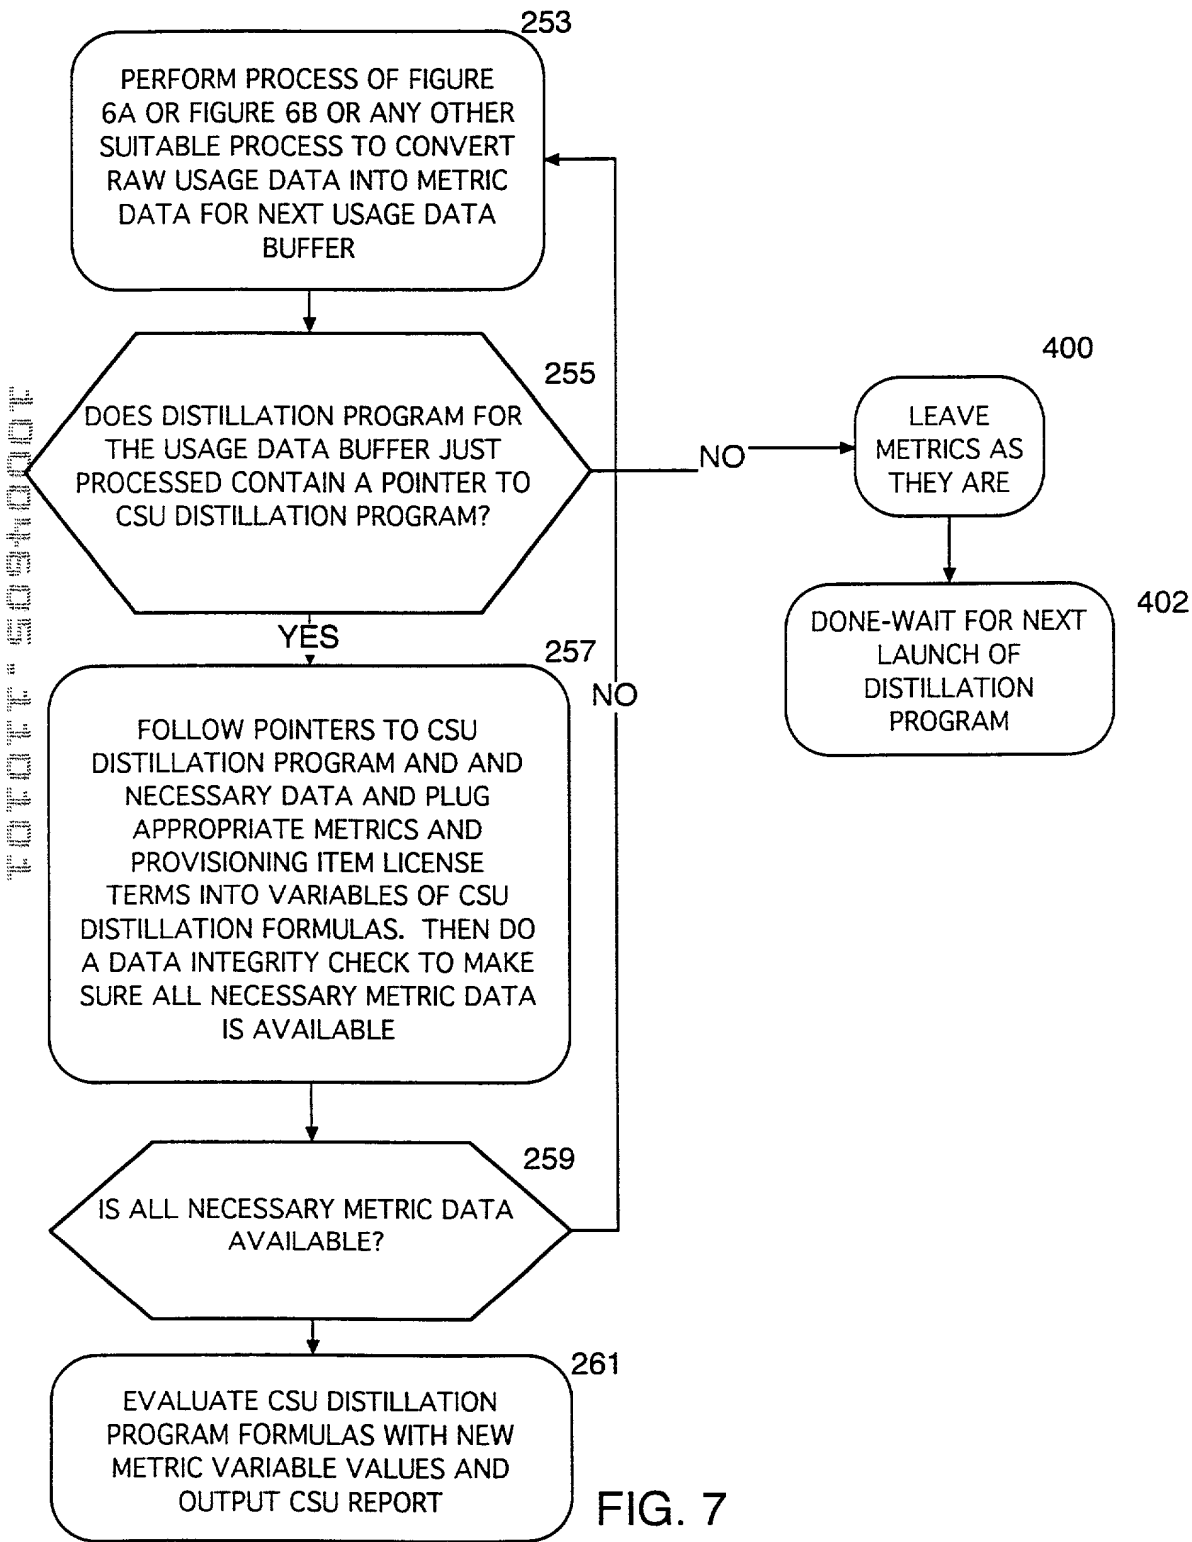 253
PERFORM PROCESS OF FIGURE
6A OR FIGURE 6B OR ANY OTHER
SUITABLE PROCESS TO CONVERT
RAW USAGE DATA INTO METRIC
DATA FOR NEXT USAGE DATA
BUFFER
255
DOES DISTILLATION PROGRAM FOR
THE USAGE DATA BUFFER JUST
PROCESSED CONTAIN A POINTER TO
CSU DISTILLATION PROGRAM?
NO
400
LEAVE
METRICS AS
THEY ARE
402
DONE-WAIT FOR NEXT
LAUNCH OF
DISTILLATION
PROGRAM
YES
257
NO
FOLLOW POINTERS TO CSU
DISTILLATION PROGRAM AND AND
NECESSARY DATA AND PLUG
APPROPRIATE METRICS AND
PROVISIONING ITEM LICENSE
TERMS INTO VARIABLES OF CSU
DISTILLATION FORMULAS. THEN DO
A DATA INTEGRITY CHECK TO MAKE
SURE ALL NECESSARY METRIC DATA
IS AVAILABLE
259
IS ALL NECESSARY METRIC DATA
AVAILABLE?
261
EVALUATE CSU DISTILLATION
PROGRAM FORMULAS WITH NEW
METRIC VARIABLE VALUES AND
OUTPUT CSU REPORT
FIG. 7